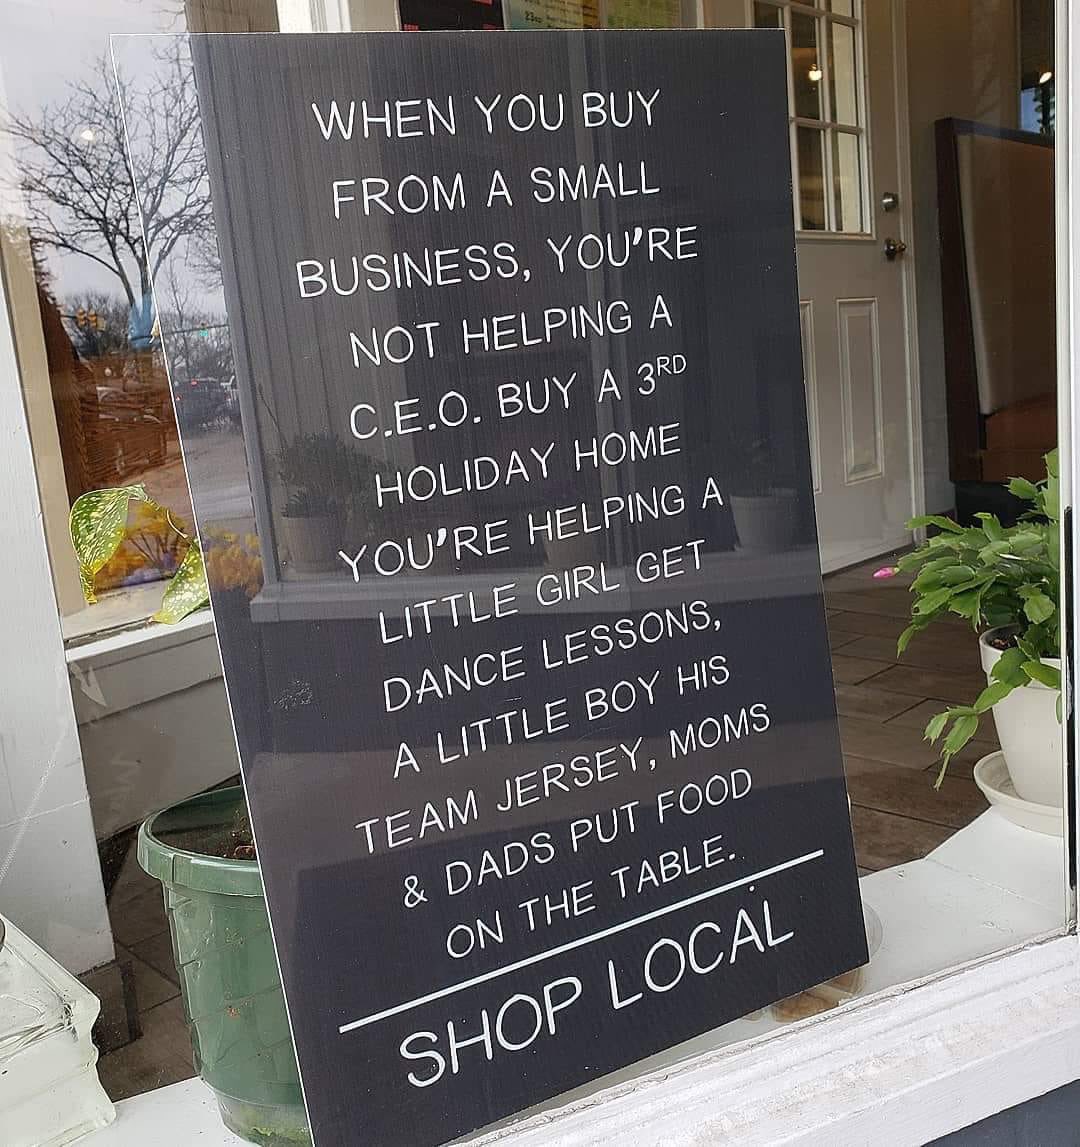 WHEN YOU BUY
FROM A SMALL
BUSINESS, YOU'RE
NOT HELPING A
C.E.O. BUY A 3RD
HOLIDAY HOME
YOU'RE HELPING A
LITTLE GIRL GET
DANCE LESSONS,
A LITTLE BOY HIS
TEAM JERSEY, MOMS
& DADS PUT FOOD
ON THE TABLE.
SHOP LOCAL